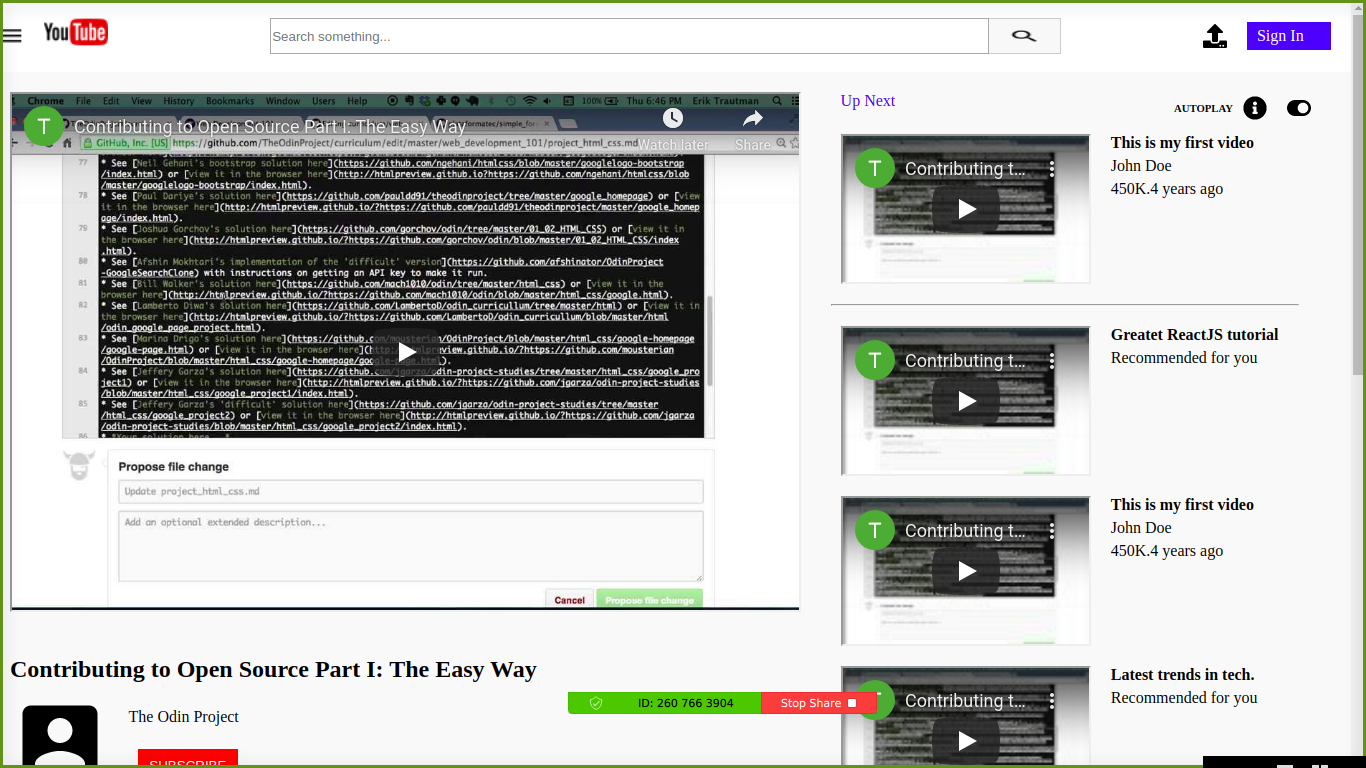 YouTube
Search something...
Sign In
Chrome File Edit View History Bookmarks Window Users Help
100% Thu 6:46 PM Erik Trautman
T
Contributing to Open Source Part I: The Easy Way
Watch later
Share
GitHub, Inc. [US] https://github.com/TheOdinProject/curriculum/edit/master/web_development_101/project_html_css.md
77 * See [Neil Gehani's bootstrap solution here](https://github.com/ngehani/htmlcss/blob/master/googlelogo-bootstrap
/index.html) or [view it in the browser here](http://htmlpreview.github.io?https://github.com/ngehani/htmlcss/blob
/master/googlelogo-bootstrap/index.html).
78 * See [Paul Dariye's solution here](https://github.com/pauldd91/theodinproject/tree/master/google_homepage) or [view
it in the browser here](http://htmlpreview.github.io/?https://github.com/pauldd91/theodinproject/blob/master/google_homep
age/index.html).
79 * See [Joshua Gorchov's solution here](https://github.com/gorchov/odin/tree/master/01_02_HTML_CSS) or [view it in
the browser here](http://htmlpreview.github.io/?https://github.com/gorchov/odin/blob/master/01_02_HTML_CSS/index
.html).
80 * See [Afshin Mokhtari's implementation of the 'difficult' version](https://github.com/afshinator/OdinProject
-GoogleSearchClone) with instructions on getting an API key to make it run.
81 * See [Bill Walker's solution here](https://github.com/mach1010/odin/tree/master/html_css) or [view it in the
browser here](http://htmlpreview.github.io/?https://github.com/mach1010/odin/blob/master/html_css/google.html).
82 * See [Lamberto Diwa's solution here](https://github.com/LambertoD/odin_curricullum/tree/master/html) or [view it in
the browser here](http://htmlpreview.github.io/?https://github.com/LambertoD/odin_curricullum/blob/master/html
/odin_google_page_project.html).
83 * See [Marina Drigo's solution here](https://github.com/mousterian/OdinProject/blob/master/google-homepage
/google-page.html) or [view it in the browser here](http://htmlpreview.github.io/?https://github.com/mousterian
/OdinProject/blob/master/html_css/google-homepage/google-page.html).
84 * See [Jeffery Garza's solution here](https://github.com/jgarza/odin-project-studies/tree/master/html_css/google_pro
ject1) or [view it in the browser here](http://htmlpreview.github.io/?https://github.com/jgarza/odin-project-studies
/blob/master/html_css/google_project1/index.html).
85 * See [Jeffery Garza's 'difficult' solution here](https://github.com/jgarza/odin-project-studies/tree/master
/html_css/google_project2) or [view it in the browser here](http://htmlpreview.github.io/?https://github.com/jgarza
/odin-project-studies/blob/master/html_css/google_project2/index.html).
86 * *Your solution here...*
Propose file change
Update project_html_css.md
Add an optional extended description...
Cancel
Propose file change
Contributing to Open Source Part I: The Easy Way
The Odin Project
SUBSCRIBE
ID: 260 766 3904
Stop Share
Up Next
AUTOPLAY
T
Contributing t...
This is my first video
John Doe
450K.4 years ago
T
Contributing t...
Greatet ReactJS tutorial
Recommended for you
T
Contributing t...
This is my first video
John Doe
450K.4 years ago
T
Contributing t...
Latest trends in tech.
Recommended for you